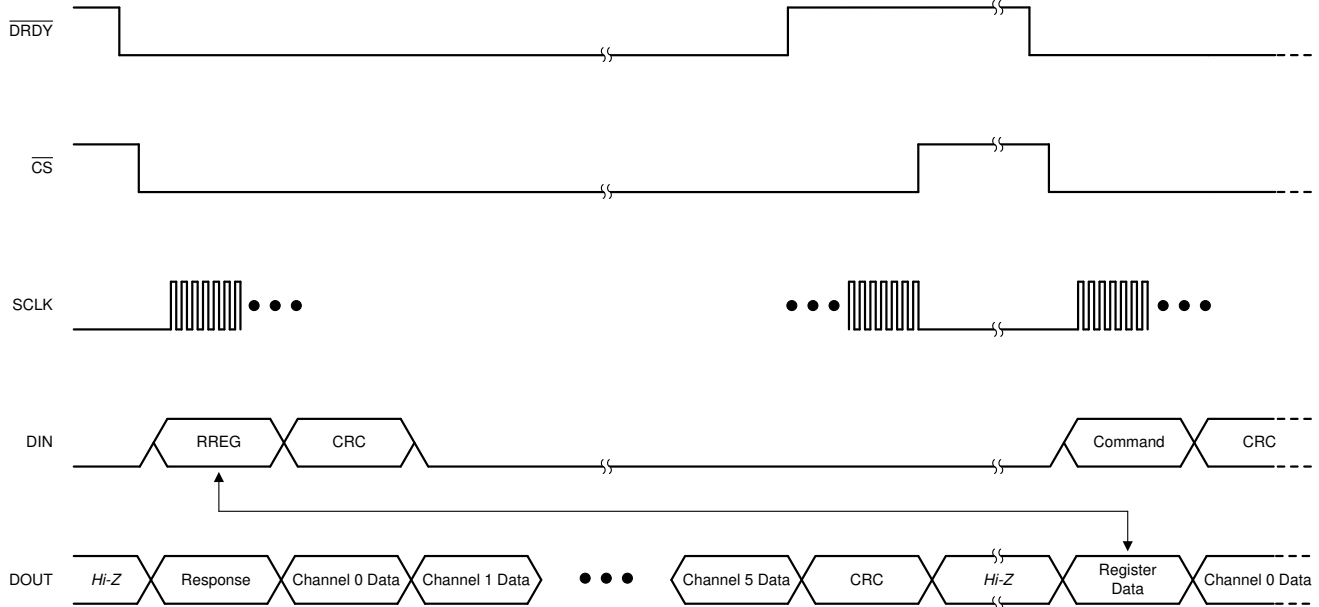 DRDY
CS
SCLK
DIN
RREG
CRC
Command
CRC
DOUT
Hi-Z
Response
Channel 0 Data
Channel 1 Data
Channel 5 Data
CRC
Hi-Z
Register
Data
Channel 0 Data